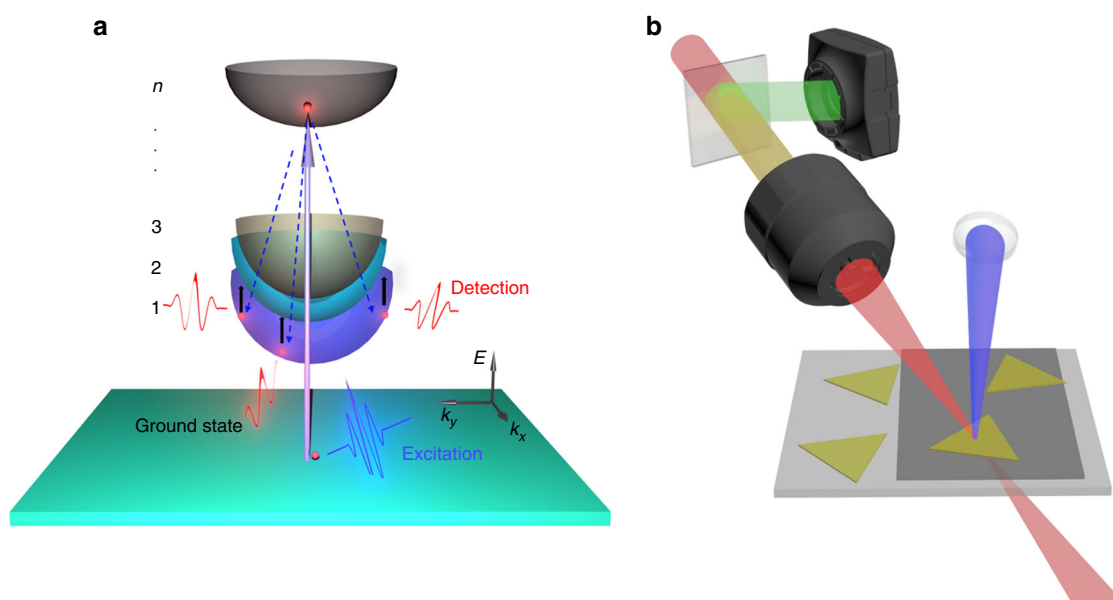 a
n
.
.
.
3
2
1
Detection
E
k_y
k_x
Ground state
Excitation
b